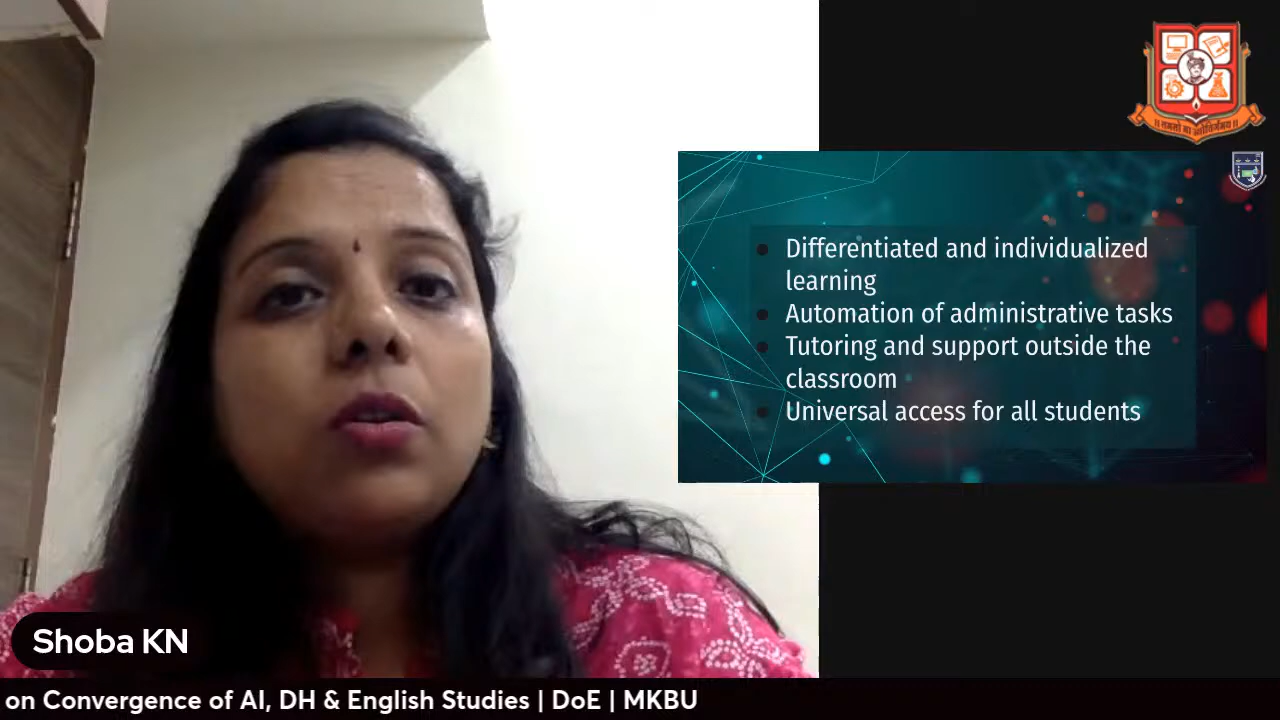 Differentiated and individualized
learning
Automation of administrative tasks
Tutoring and support outside the
classroom
Universal access for all students
Shoba KN
on Convergence of AI, DH & English Studies | DoE | MKBU